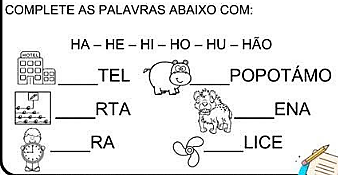 COMPLETE AS PALAVRAS ABAIXO COM:
HA – HE – HI – HO – HU – HÃO
HOTEL
____TEL ____POPOTÁMO
____RTA ____ENA
____RA ____LICE